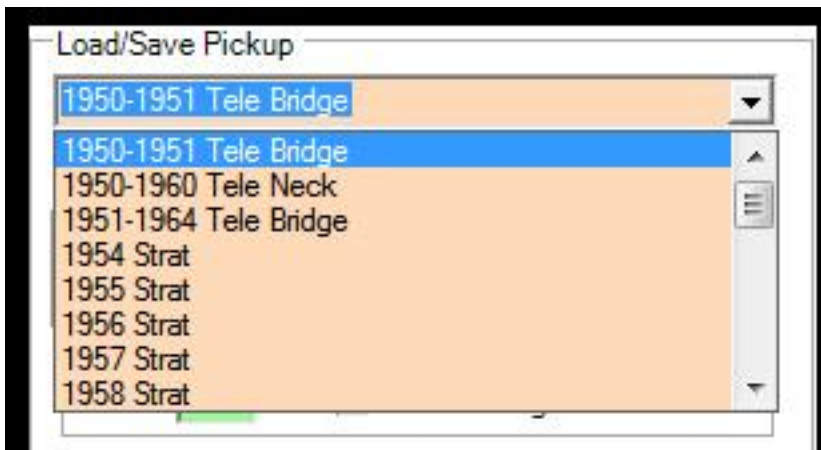 Load/Save Pickup
1950-1951 Tele Bridge
1950-1951 Tele Bridge
1950-1960 Tele Neck
1951-1964 Tele Bridge
1954 Strat
1955 Strat
1956 Strat
1957 Strat
1958 Strat